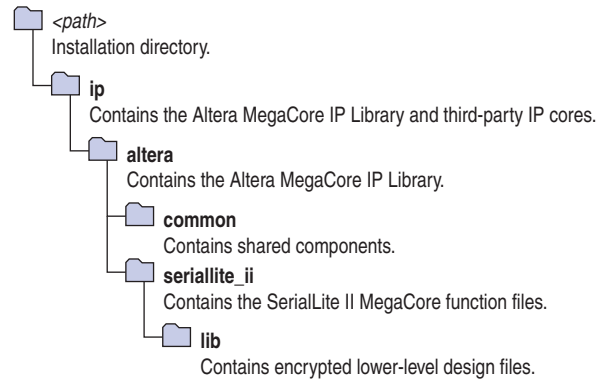 <path>
Installation directory.
ip
Contains the Altera MegaCore IP Library and third-party IP cores.
altera
Contains the Altera MegaCore IP Library.
common
Contains shared components.
seriallite_ii
Contains the SerialLite II MegaCore function files.
lib
Contains encrypted lower-level design files.